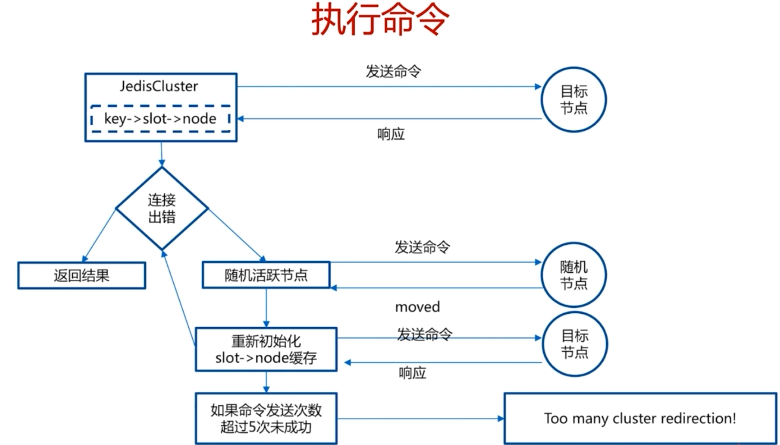 执行命令
发送命令
JedisCluster
key->slot->node
目标
节点
响应
连接
出错
返回结果
随机活跃节点
发送命令
随机
节点
moved
重新初始化
slot->node缓存
发送命令
目标
节点
响应
如果命令发送次数
超过5次未成功
Too many cluster redirection!